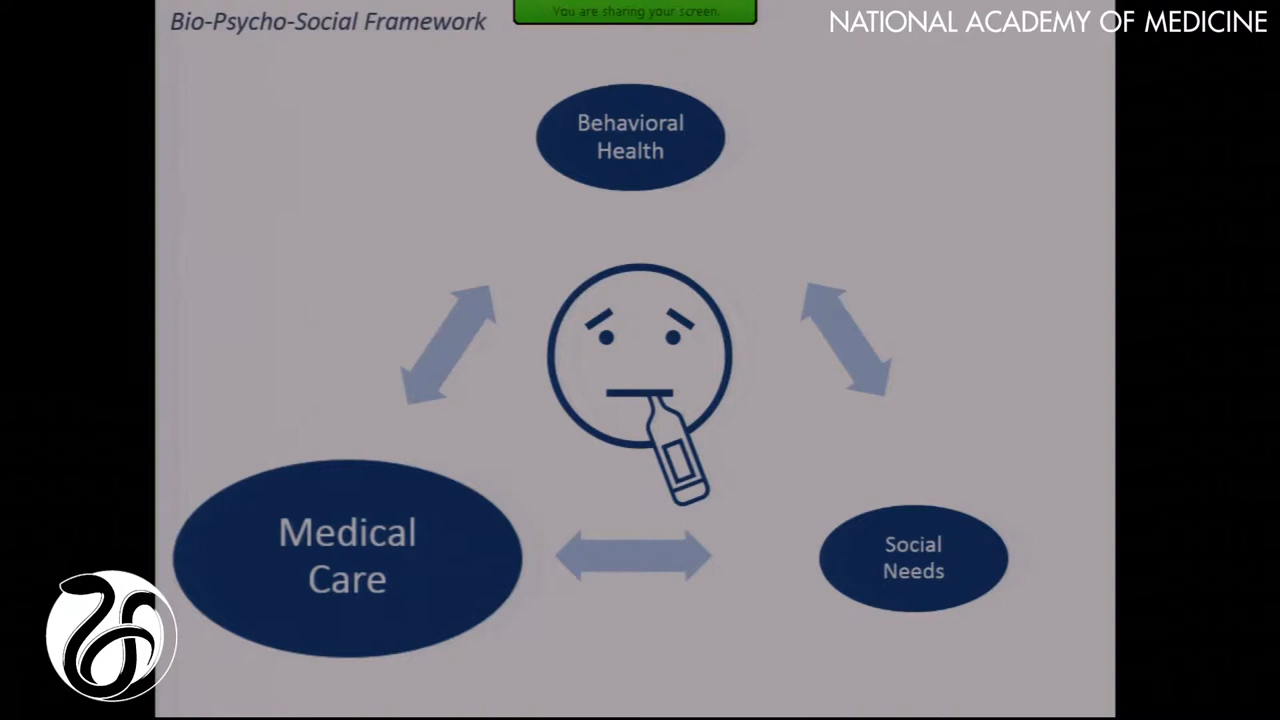 Bio-Psycho-Social Framework
You are sharing your screen.
NATIONAL ACADEMY OF MEDICINE
Behavioral
Health
Medical
Care
Social
Needs